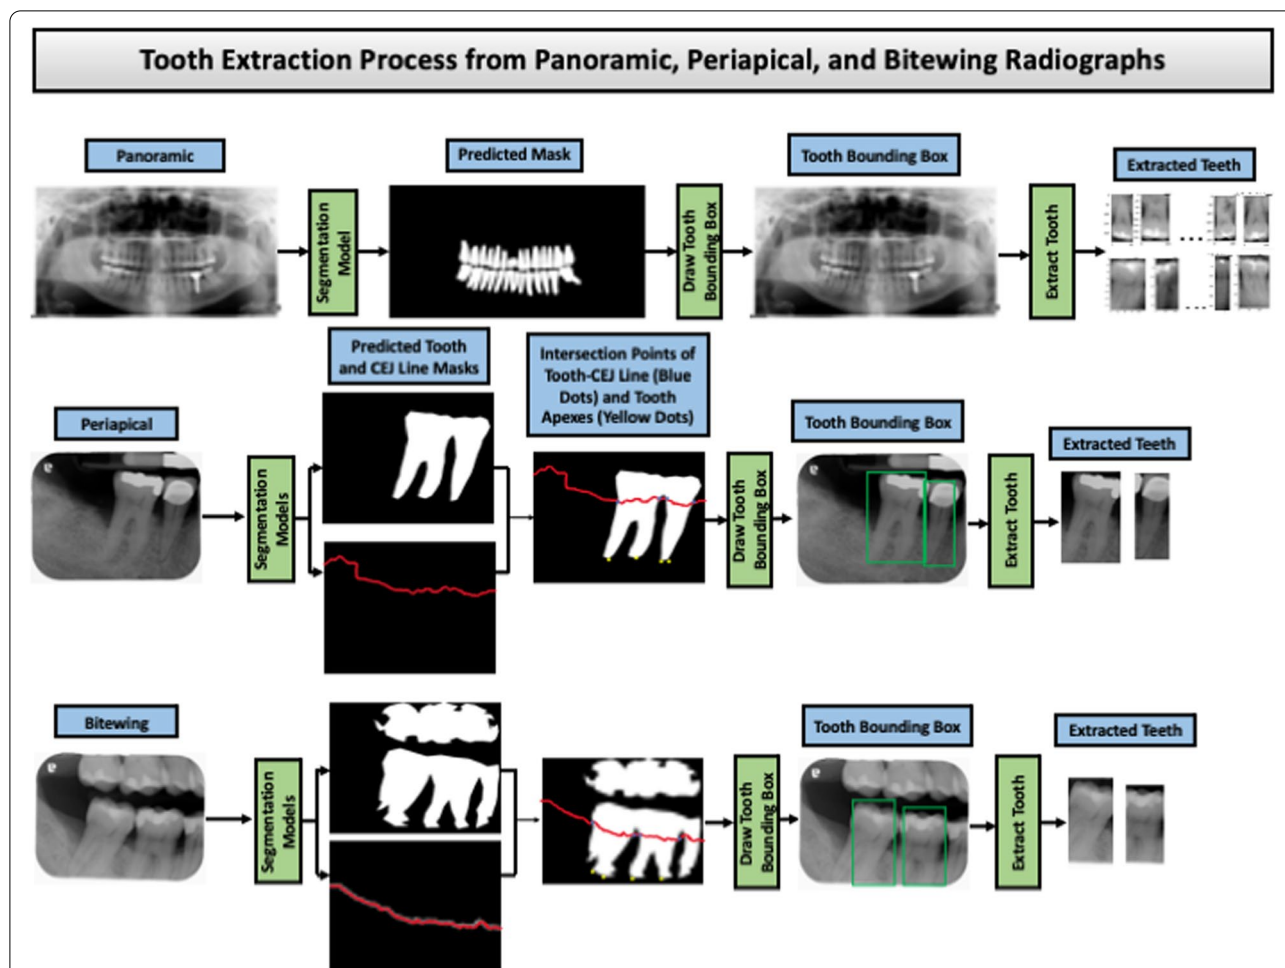 Tooth Extraction Process from Panoramic, Periapical, and Bitewing Radiographs
Panoramic
Predicted Mask
Tooth Bounding Box
Extracted Teeth
Segmentation
Model
Draw Tooth
Bounding Box
Extract Tooth
Predicted Tooth
and CEJ Line Masks
Intersection Points of
Tooth-CEJ Line (Blue
Dots) and Tooth
Apexes (Yellow Dots)
Periapical
Tooth Bounding Box
Extracted Teeth
Segmentation
Models
Draw Tooth
Bounding Box
Extract Tooth
Bitewing
Tooth Bounding Box
Extracted Teeth
Segmentation
Models
Draw Tooth
Bounding Box
Extract Tooth